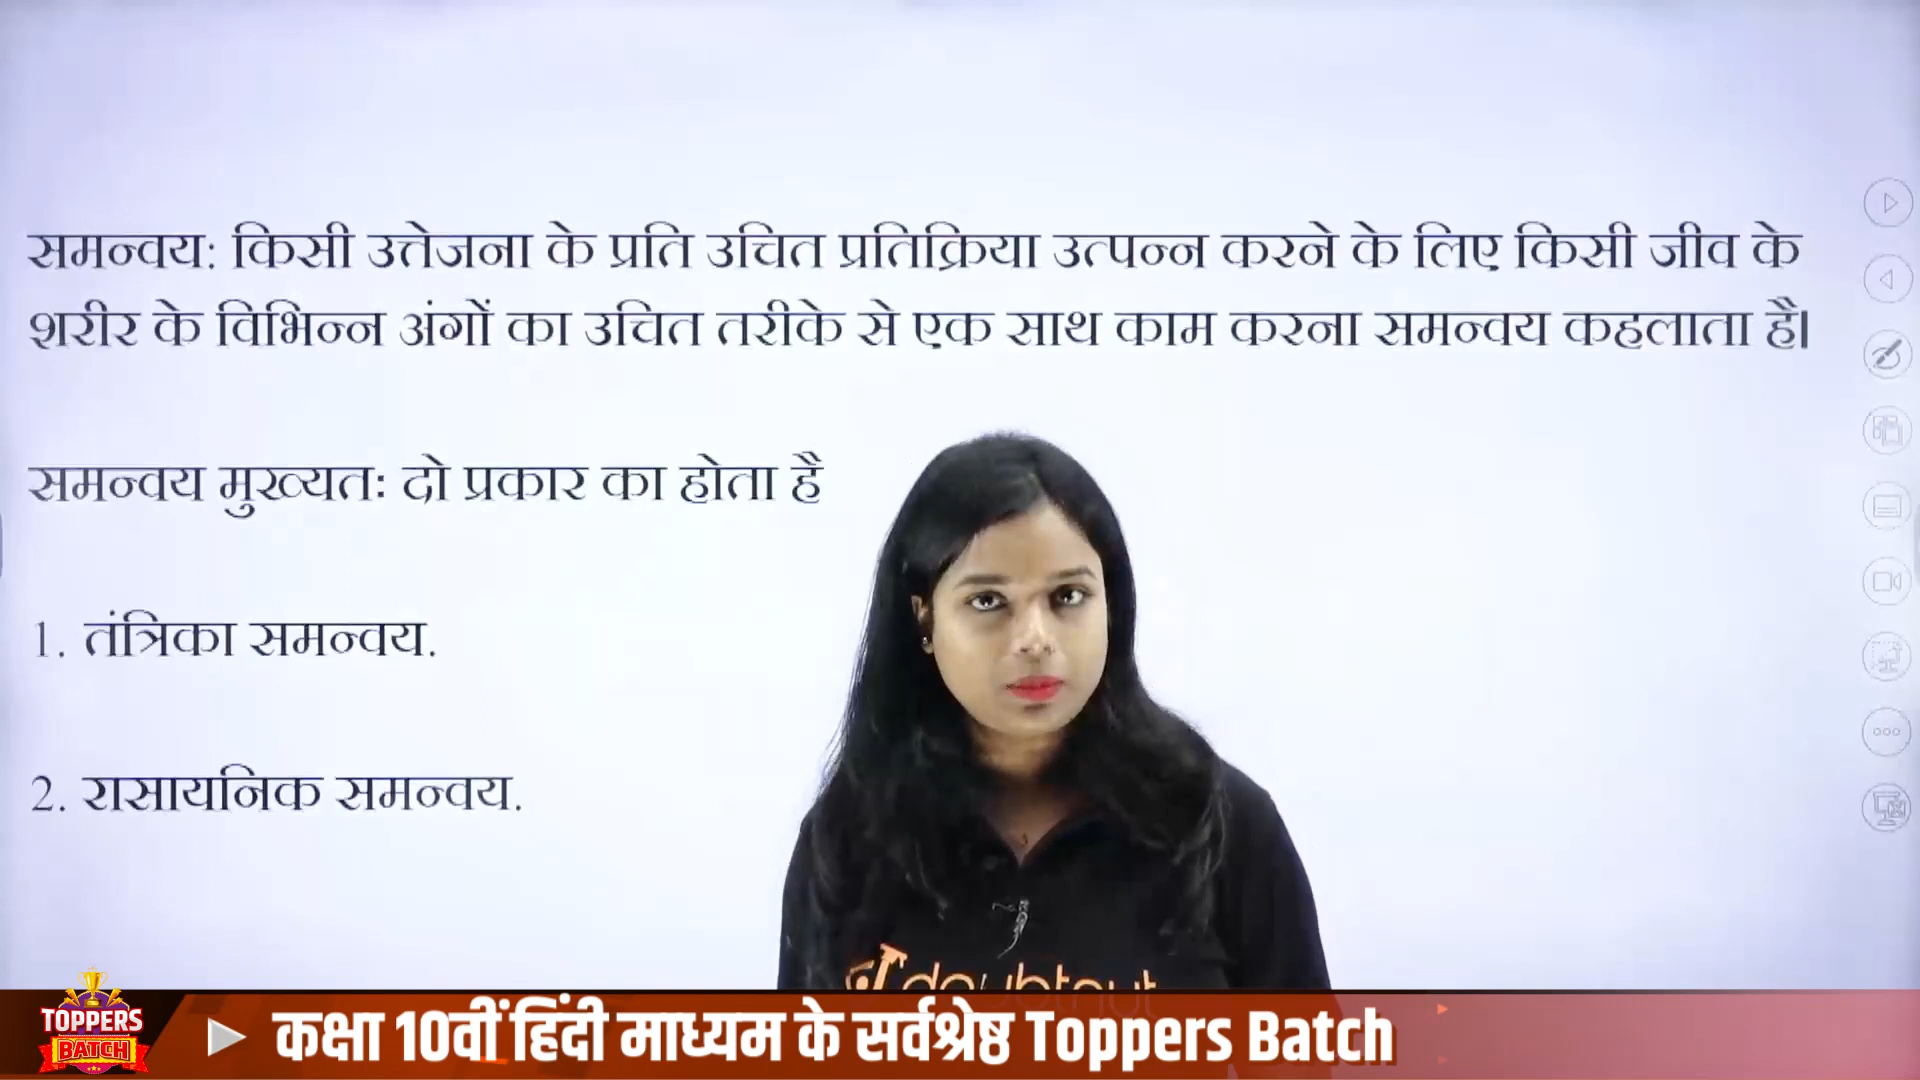 समन्वय: किसी उत्तेजना के प्रति उचित प्रतिक्रिया उत्पन्न करने के लिए किसी जीव के
शरीर के विभिन्न अंगों का उचित तरीके से एक साथ काम करना समन्वय कहलाता है।
समन्वय मुख्यतः दो प्रकार का होता है
1. तंत्रिका समन्वय.
2. रासायनिक समन्वय.
doubtnut
TOPPERS
BATCH
कक्षा 10वीं हिंदी माध्यम के सर्वश्रेष्ठ Toppers Batch